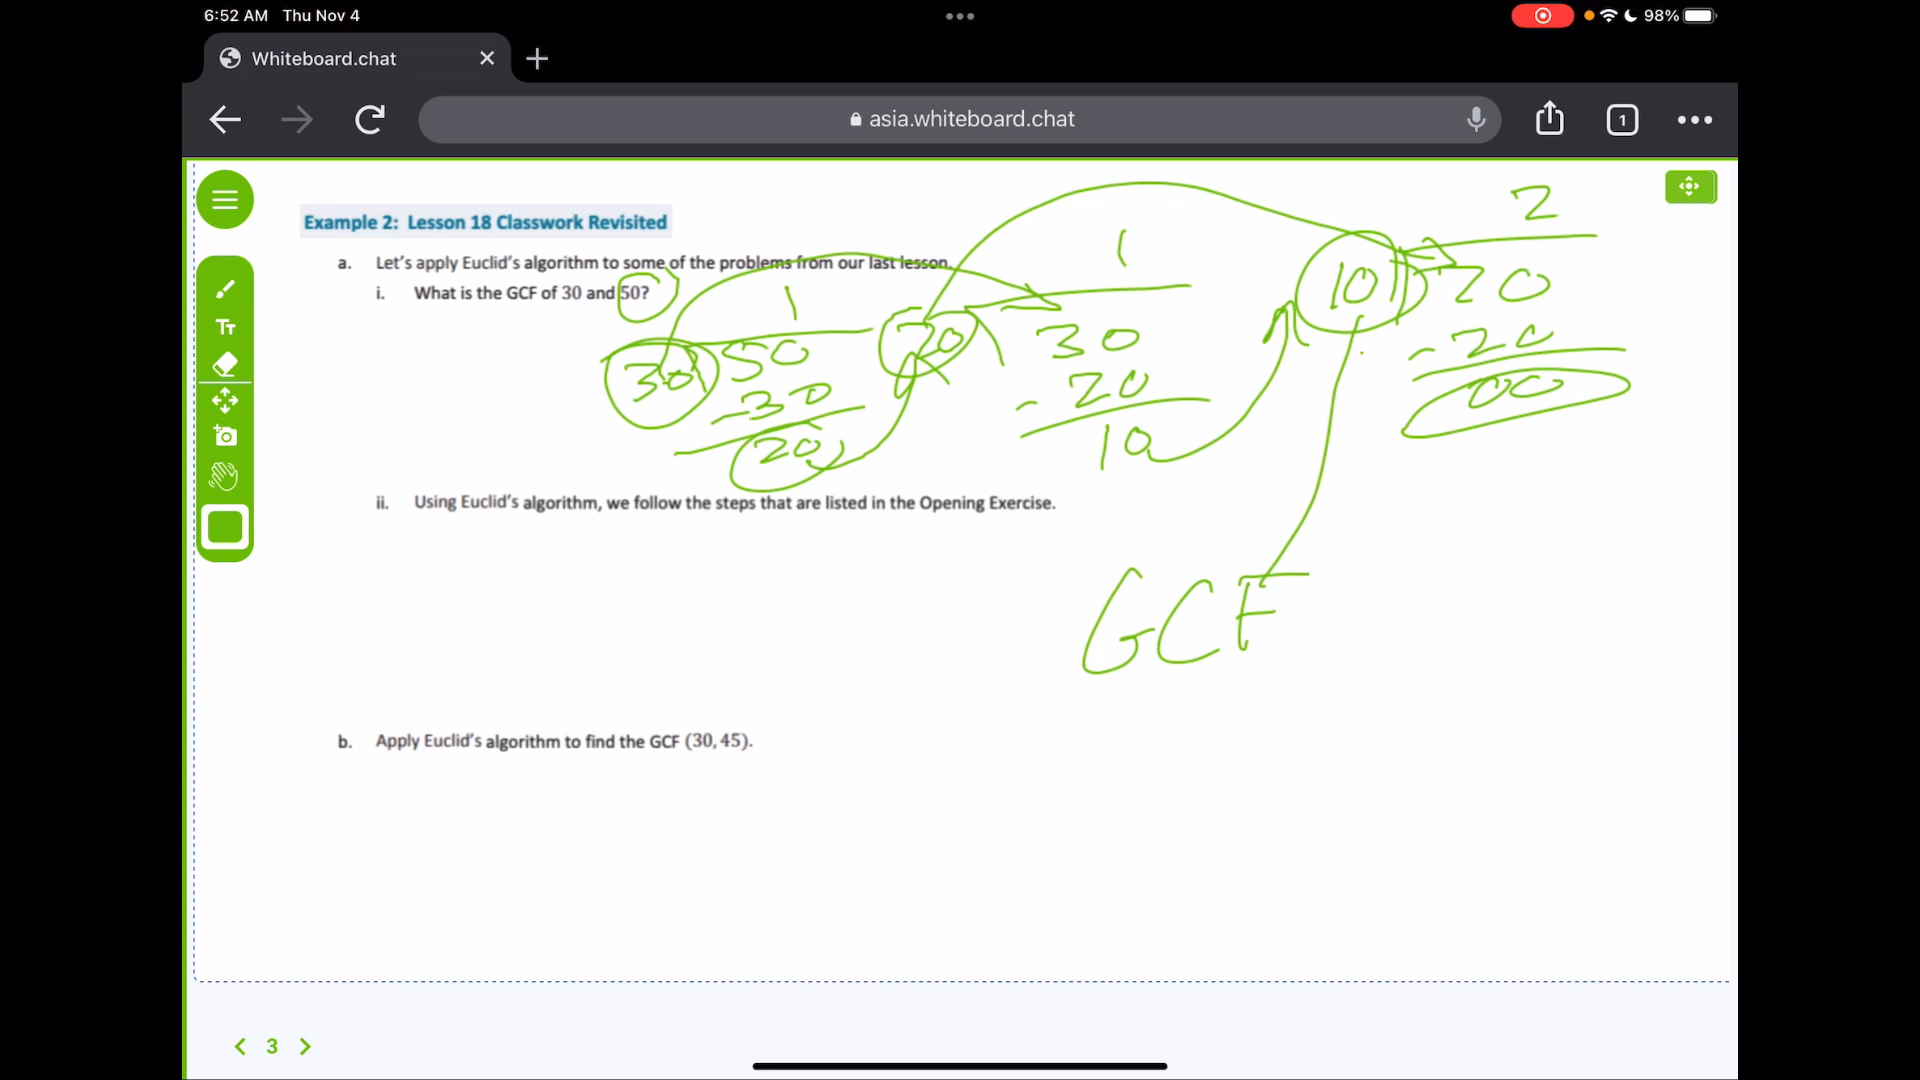 6:52 AM Thu Nov 4
98%
Whiteboard.chat
asia.whiteboard.chat
1
Example 2: Lesson 18 Classwork Revisited
a. Let's apply Euclid's algorithm to some of the problems from our last lesson.
i. What is the GCF of 30 and 50?
1 1 2
30 50 20 30 10 20
-30 -20 -20
20 10 00
ii. Using Euclid's algorithm, we follow the steps that are listed in the Opening Exercise.
GCF
b. Apply Euclid's algorithm to find the GCF (30, 45).
Tт
< 3 >